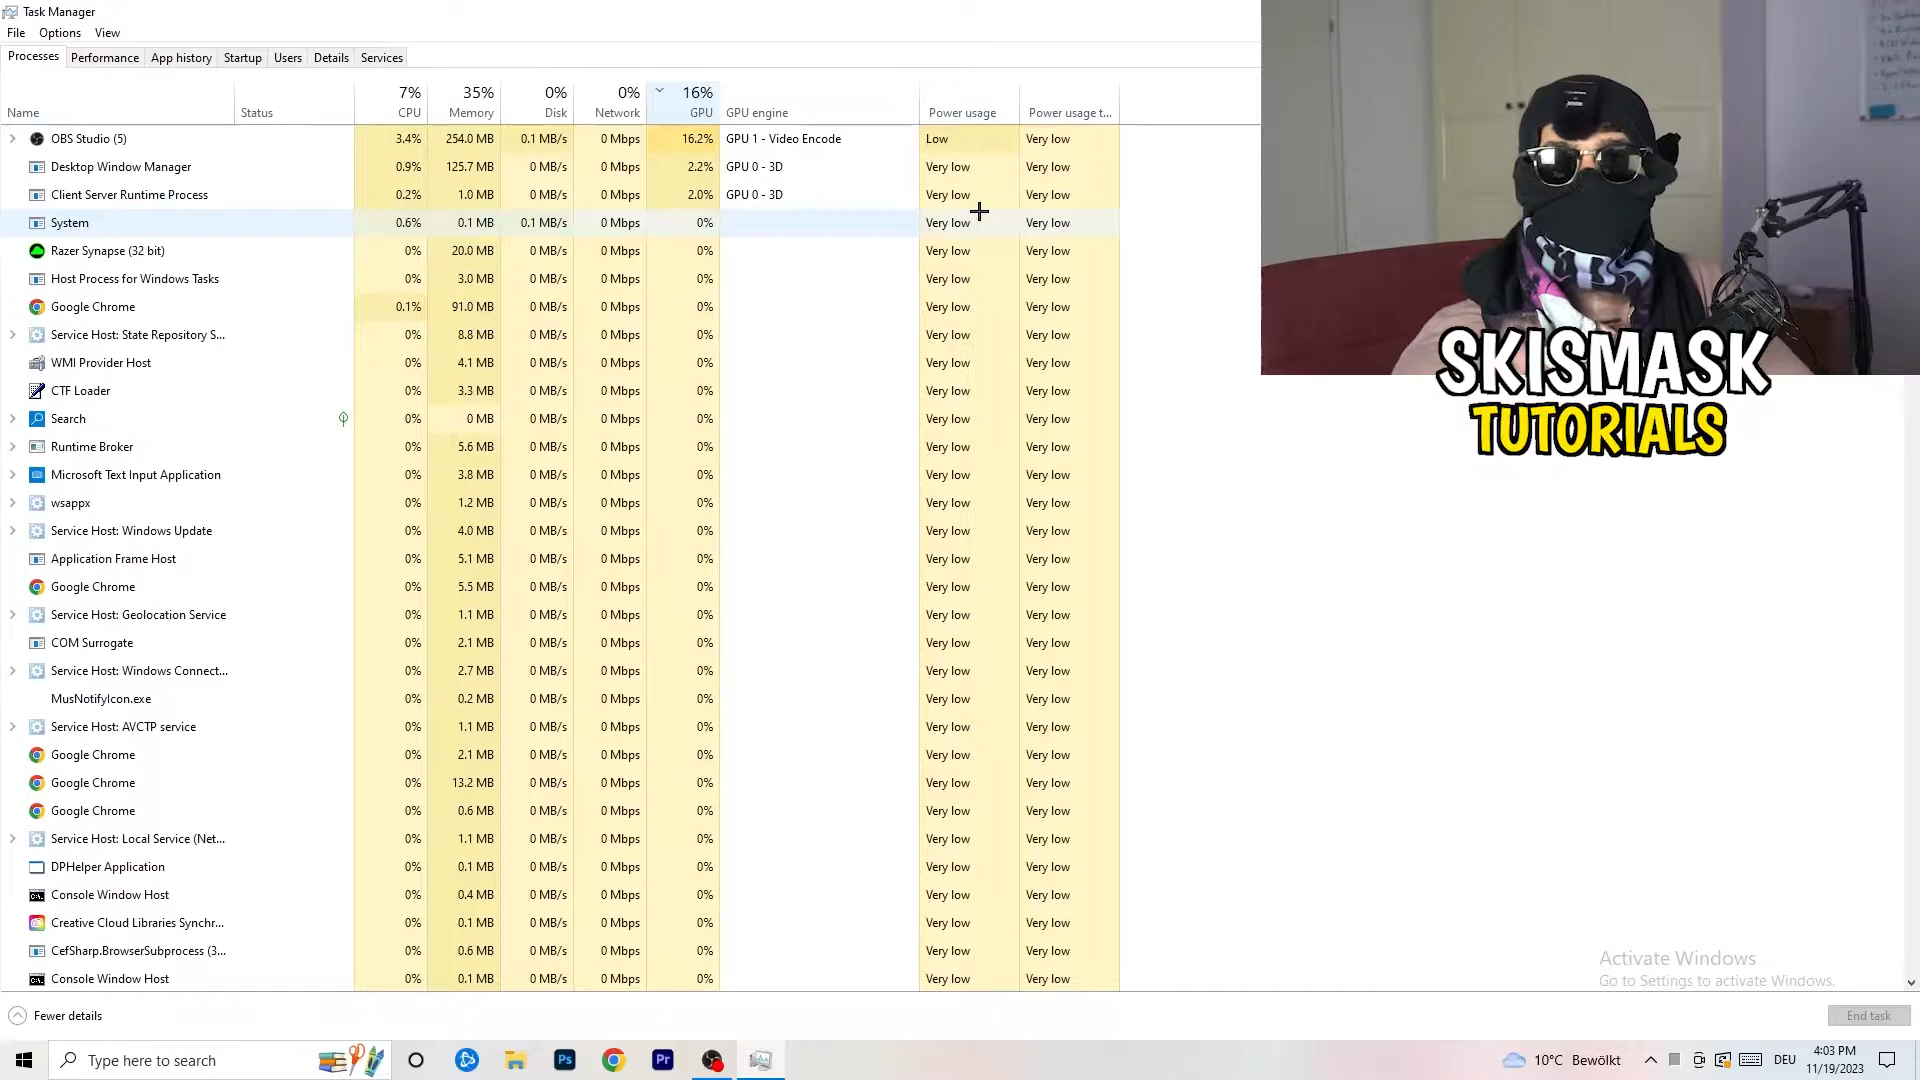 Task Manager
File Options View
Processes Performance App history Startup Users Details Services
7% 35% 0% 0% 16%
Name Status CPU Memory Disk Network GPU GPU engine Power usage Power usage t...
OBS Studio (5) 3.4% 254.0 MB 0.1 MB/s 0 Mbps 16.2% GPU 1 - Video Encode Low Very low
Desktop Window Manager 0.9% 125.7 MB 0 MB/s 0 Mbps 2.2% GPU 0 - 3D Very low Very low
Client Server Runtime Process 0.2% 1.0 MB 0 MB/s 0 Mbps 2.0% GPU 0 - 3D Very low Very low
System 0.6% 0.1 MB 0.1 MB/s 0 Mbps 0% Very low Very low
Razer Synapse (32 bit) 0% 20.0 MB 0 MB/s 0 Mbps 0% Very low Very low
Host Process for Windows Tasks 0% 3.0 MB 0 MB/s 0 Mbps 0% Very low Very low
Google Chrome 0.1% 91.0 MB 0 MB/s 0 Mbps 0% Very low Very low
Service Host: State Repository S... 0% 8.8 MB 0 MB/s 0 Mbps 0% Very low Very low
WMI Provider Host 0% 4.1 MB 0 MB/s 0 Mbps 0% Very low Very low
CTF Loader 0% 3.3 MB 0 MB/s 0 Mbps 0% Very low Very low
Search 0% 0 MB 0 MB/s 0 Mbps 0% Very low Very low
Runtime Broker 0% 5.6 MB 0 MB/s 0 Mbps 0% Very low Very low
Microsoft Text Input Application 0% 3.8 MB 0 MB/s 0 Mbps 0% Very low Very low
wsappx 0% 1.2 MB 0 MB/s 0 Mbps 0% Very low Very low
Service Host: Windows Update 0% 4.0 MB 0 MB/s 0 Mbps 0% Very low Very low
Application Frame Host 0% 5.1 MB 0 MB/s 0 Mbps 0% Very low Very low
Google Chrome 0% 5.5 MB 0 MB/s 0 Mbps 0% Very low Very low
Service Host: Geolocation Service 0% 1.1 MB 0 MB/s 0 Mbps 0% Very low Very low
COM Surrogate 0% 2.1 MB 0 MB/s 0 Mbps 0% Very low Very low
Service Host: Windows Connect... 0% 2.7 MB 0 MB/s 0 Mbps 0% Very low Very low
MusNotifyIcon.exe 0% 0.2 MB 0 MB/s 0 Mbps 0% Very low Very low
Service Host: AVCTP service 0% 1.1 MB 0 MB/s 0 Mbps 0% Very low Very low
Google Chrome 0% 2.1 MB 0 MB/s 0 Mbps 0% Very low Very low
Google Chrome 0% 13.2 MB 0 MB/s 0 Mbps 0% Very low Very low
Google Chrome 0% 0.6 MB 0 MB/s 0 Mbps 0% Very low Very low
Service Host: Local Service (Net... 0% 1.1 MB 0 MB/s 0 Mbps 0% Very low Very low
DPHelper Application 0% 0.1 MB 0 MB/s 0 Mbps 0% Very low Very low
Console Window Host 0% 0.4 MB 0 MB/s 0 Mbps 0% Very low Very low
Creative Cloud Libraries Synchr... 0% 0.1 MB 0 MB/s 0 Mbps 0% Very low Very low
CefSharp.BrowserSubprocess (3... 0% 0.6 MB 0 MB/s 0 Mbps 0% Very low Very low
Console Window Host 0% 0.1 MB 0 MB/s 0 Mbps 0% Very low Very low
SKISMASK
TUTORIALS
Activate Windows
Go to Settings to activate Windows.
Fewer details
End task
Type here to search
Ps
Pr
10°C Bewölkt
DEU
4:03 PM
11/19/2023